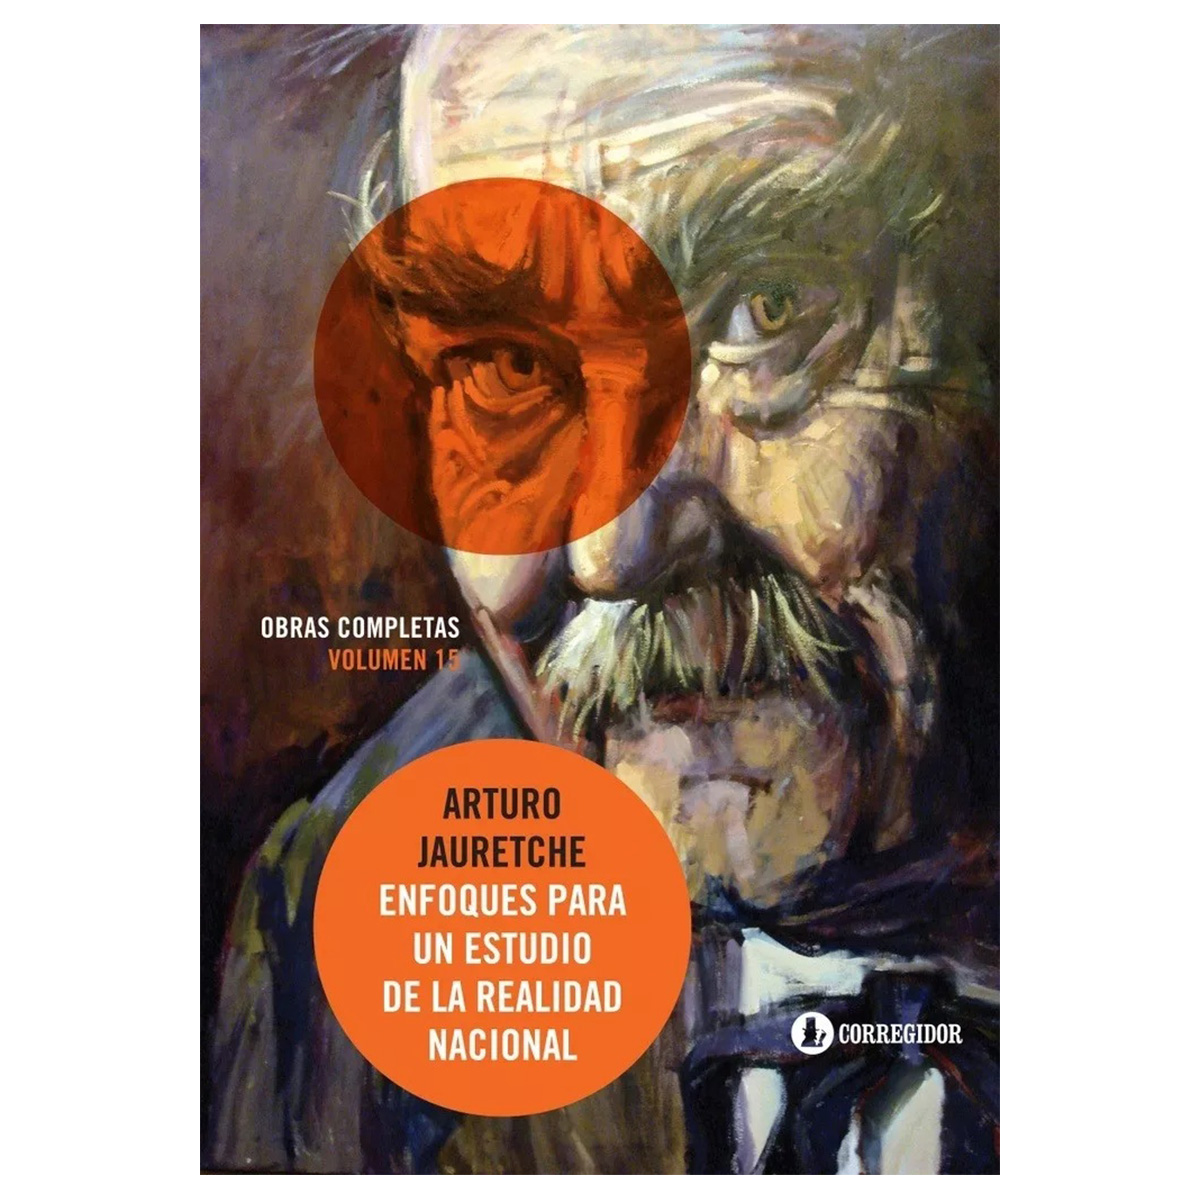 OBRAS COMPLETAS
VOLUMEN 15
ARTURO
JAURETCHE
ENFOQUES PARA
UN ESTUDIO
DE LA REALIDAD
NACIONAL
CORREGIDOR